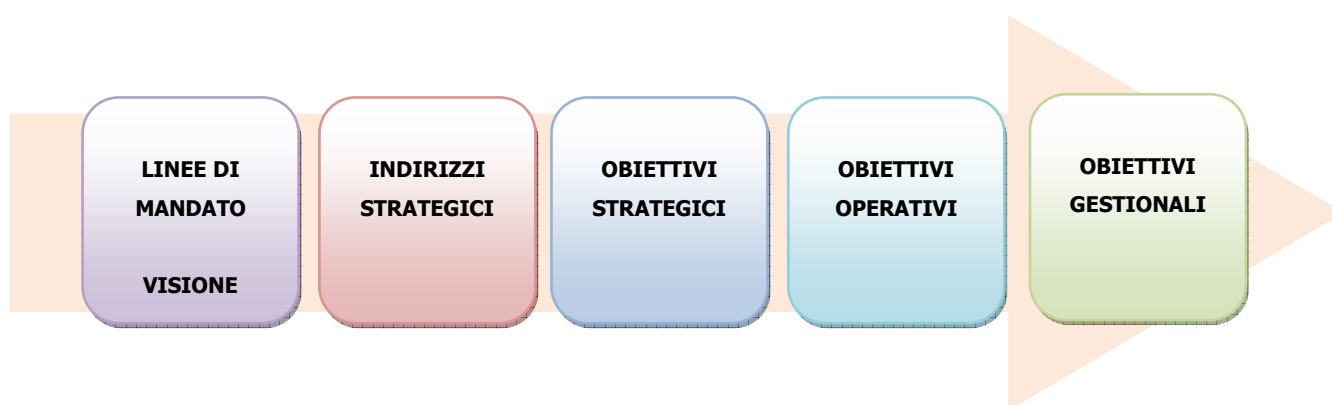 LINEE DI
MANDATO
VISIONE
INDIRIZZI
STRATEGICI
OBIETTIVI
STRATEGICI
OBIETTIVI
OPERATIVI
OBIETTIVI
GESTIONALI